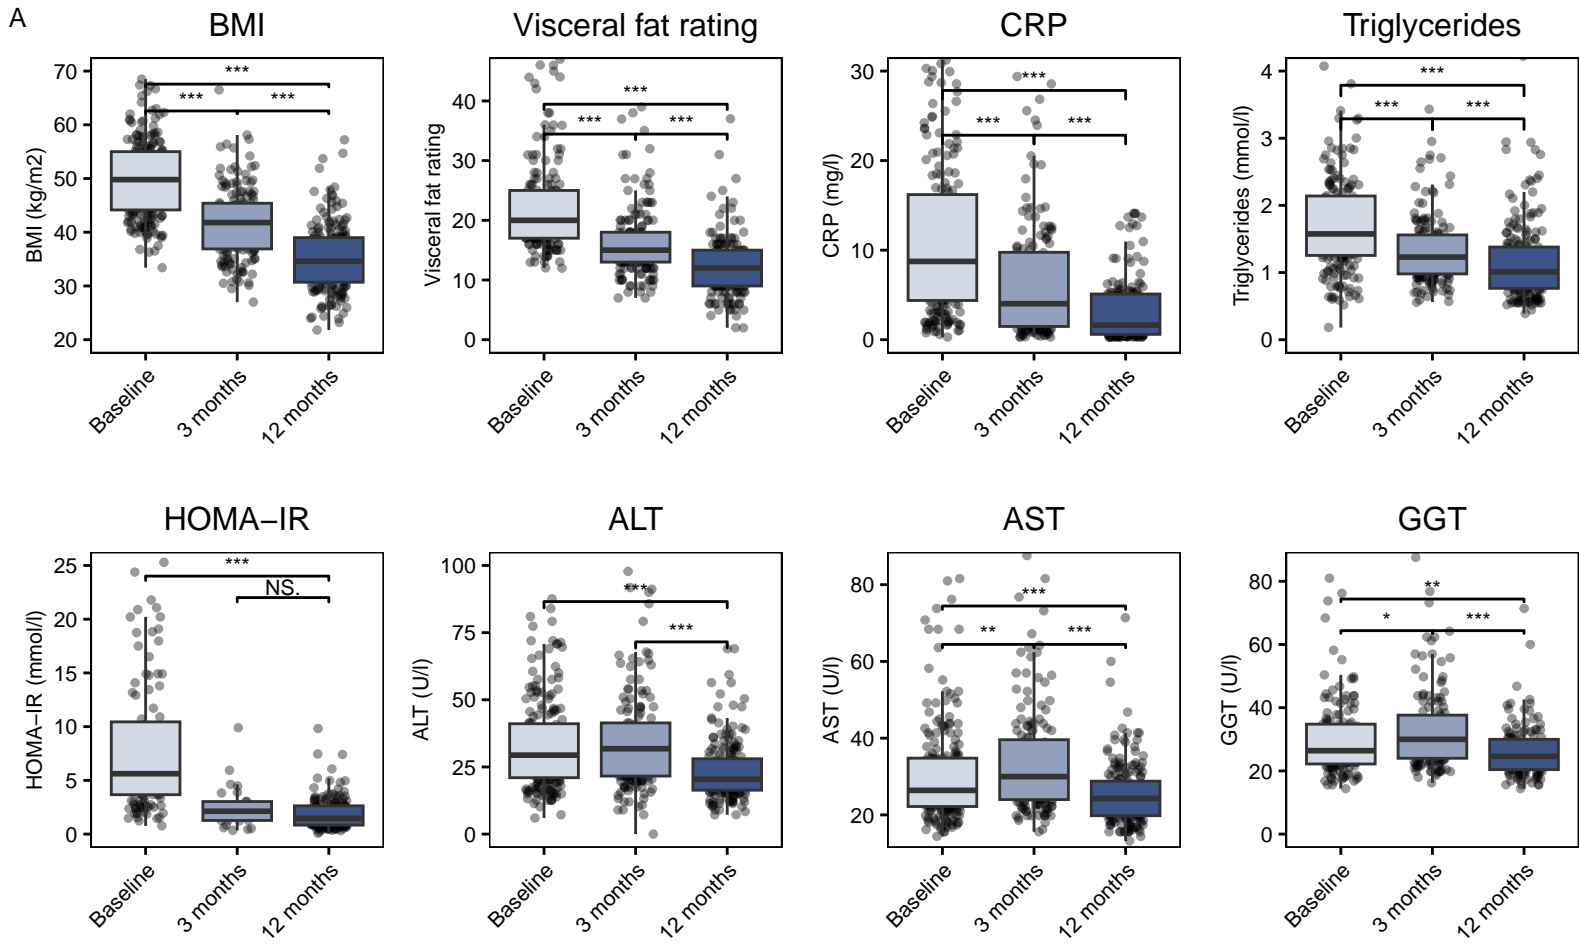 A
BMI
Visceral fat rating
CRP
Triglycerides
BMI (kg/m2)
70
60
50
40
30
20
***
***
***
Baseline
3 months
12 months
Visceral fat rating
40
30
20
10
0
***
***
***
Baseline
3 months
12 months
CRP (mg/l)
30
20
10
0
***
***
***
Baseline
3 months
12 months
Triglycerides (mmol/l)
4
3
2
1
0
***
***
***
Baseline
3 months
12 months
HOMA−IR
ALT
AST
GGT
HOMA−IR (mmol/l)
25
20
15
10
5
0
***
NS.
Baseline
3 months
12 months
ALT (U/l)
100
75
50
25
0
***
***
Baseline
3 months
12 months
AST (U/l)
80
60
40
20
***
**
***
Baseline
3 months
12 months
GGT (U/l)
80
60
40
20
0
**
*
***
Baseline
3 months
12 months